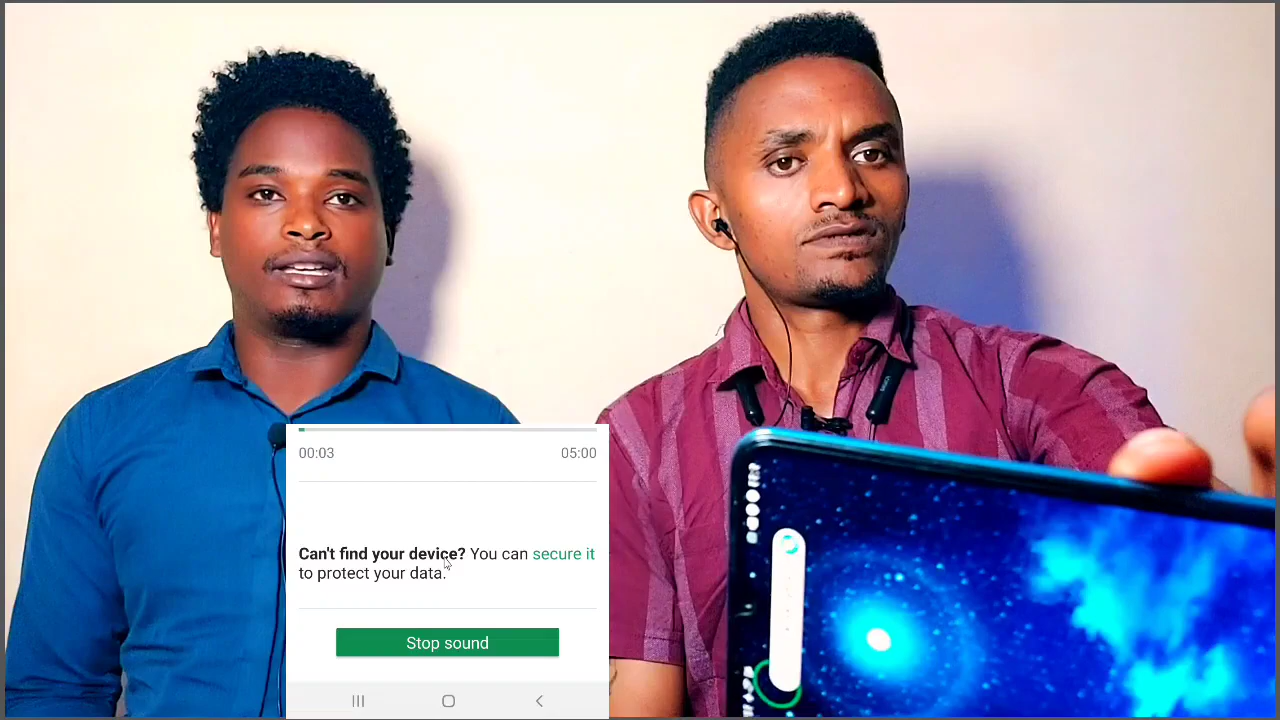 00:03 05:00
Can't find your device? You can secure it
to protect your data.
Stop sound